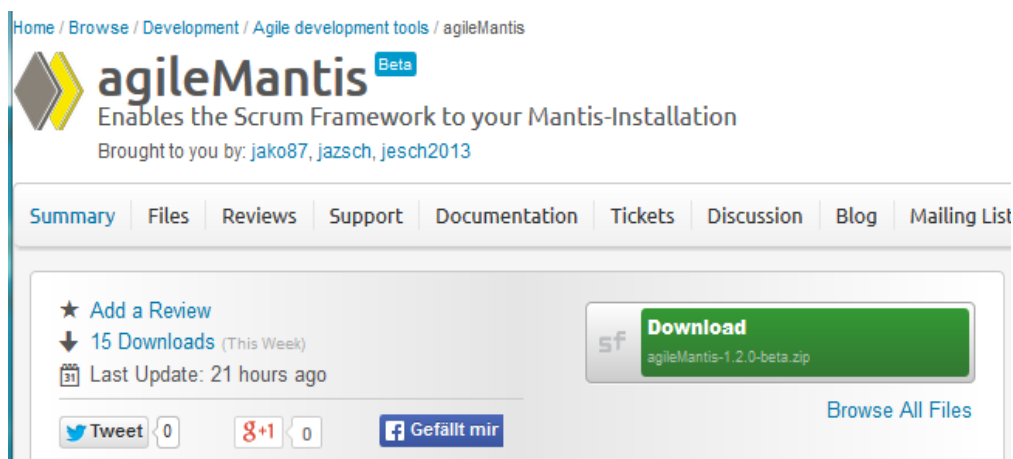 Home / Browse / Development / Agile development tools / agileMantis
agileMantis Beta
Enables the Scrum Framework to your Mantis-Installation
Brought to you by: jako87, jazsch, jesch2013
Summary Files Reviews Support Documentation Tickets Discussion Blog Mailing List
Add a Review
15 Downloads (This Week)
31 Last Update: 21 hours ago
sf Download
agileMantis-1.2.0-beta.zip
Browse All Files
Tweet 0 g+1 0 f Gefällt mir